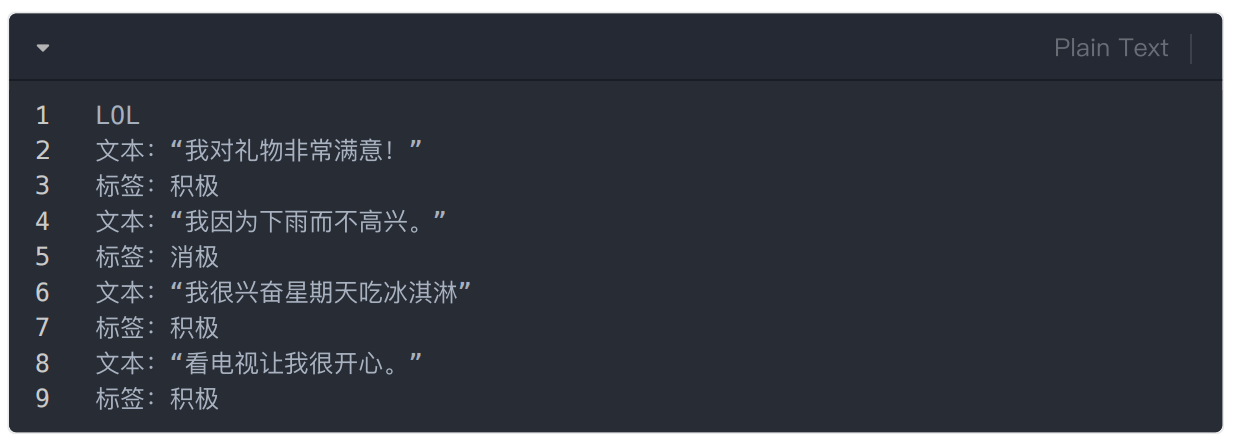 Plain Text
1 LOL
2 文本：“我对礼物非常满意！”
3 标签：积极
4 文本：“我因为下雨而不高兴。”
5 标签：消极
6 文本：“我很兴奋星期天吃冰淇淋”
7 标签：积极
8 文本：“看电视让我很开心。”
9 标签：积极